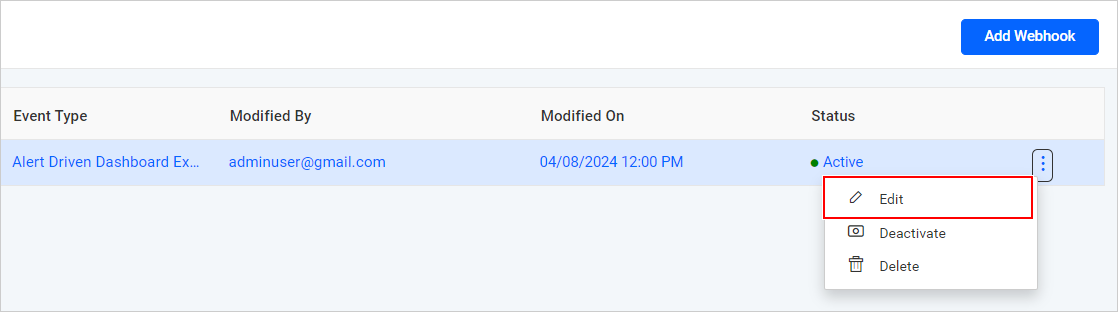 Add Webhook
Event Type Modified By Modified On Status
Alert Driven Dashboard Ex... adminuser@gmail.com 04/08/2024 12:00 PM Active
Edit
Deactivate
Delete